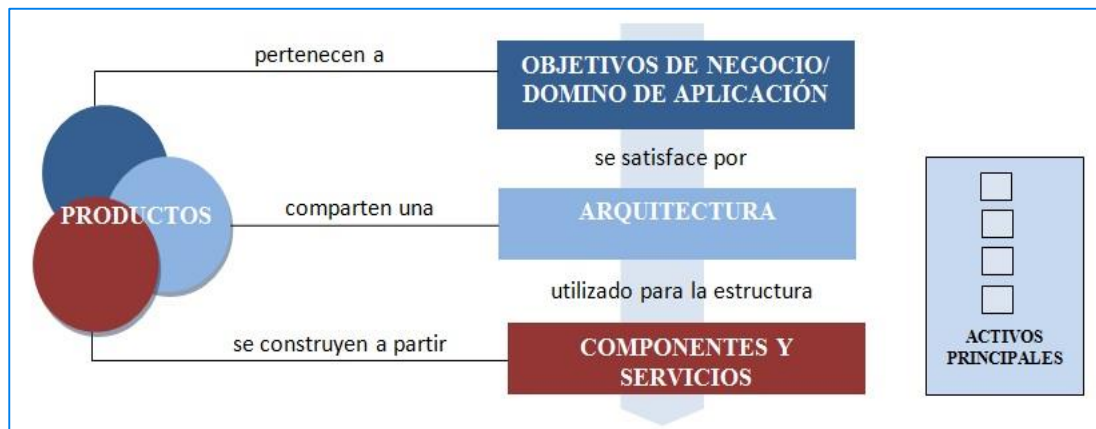 pertenecen a
OBJETIVOS DE NEGOCIO/
DOMINO DE APLICACIÓN
se satisface por
PRODUCTOS
comparten una
ARQUITECTURA
utilizado para la estructura
se construyen a partir
COMPONENTES Y
SERVICIOS
ACTIVOS
PRINCIPALES